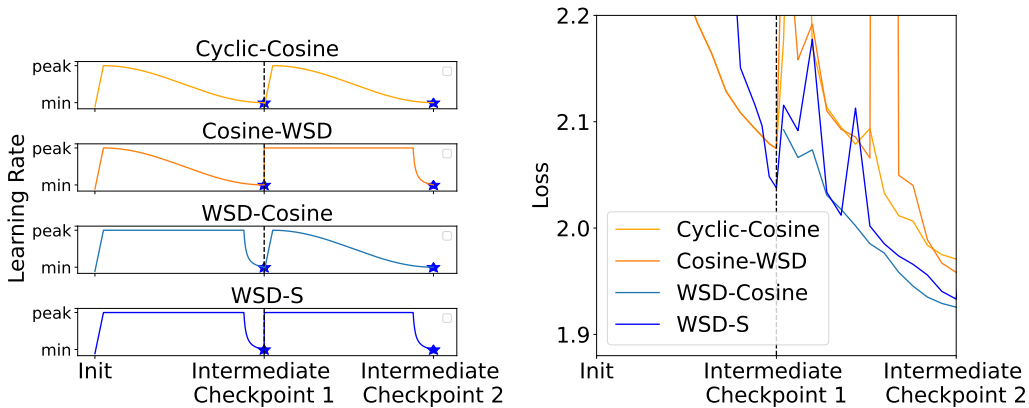 Learning Rate
Cyclic-Cosine
peak
min
Cosine-WSD
peak
min
WSD-Cosine
peak
min
WSD-S
peak
min
Init
Intermediate
Checkpoint 1
Intermediate
Checkpoint 2
Loss
2.2
2.1
2.0
1.9
Cyclic-Cosine
Cosine-WSD
WSD-Cosine
WSD-S
Init
Intermediate
Checkpoint 1
Intermediate
Checkpoint 2